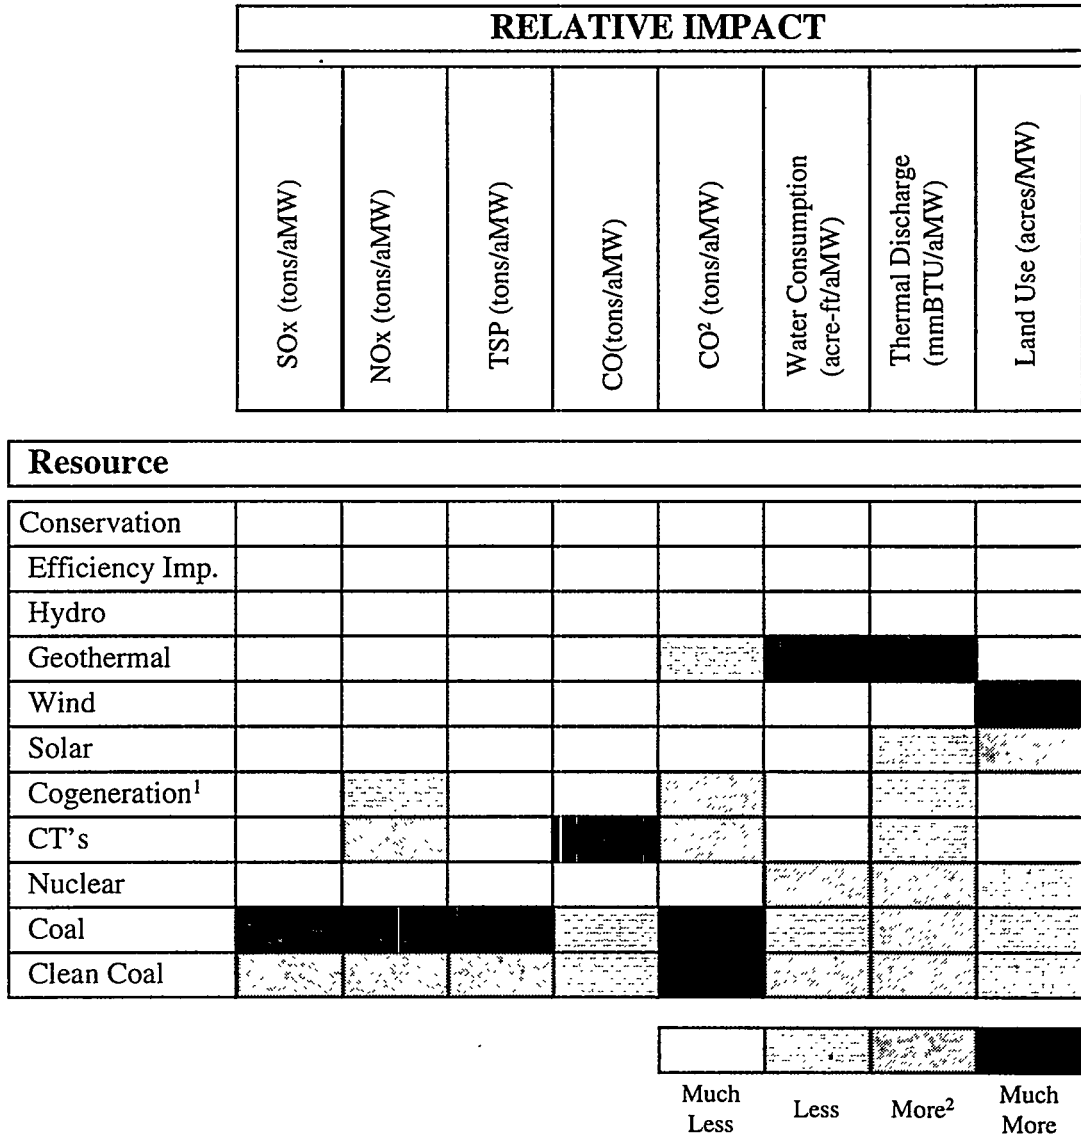 RELATIVE IMPACT
SOx (tons/aMW)
NOx (tons/aMW)
TSP (tons/aMW)
CO(tons/aMW)
CO² (tons/aMW)
Water Consumption
(acre-ft/aMW)
Thermal Discharge
(mmBTU/aMW)
Land Use (acres/MW)
Resource
Conservation
Efficiency Imp.
Hydro
Geothermal
Wind
Solar
Cogeneration¹
CT's
Nuclear
Coal
Clean Coal
Much
Less
Less
More²
Much
More